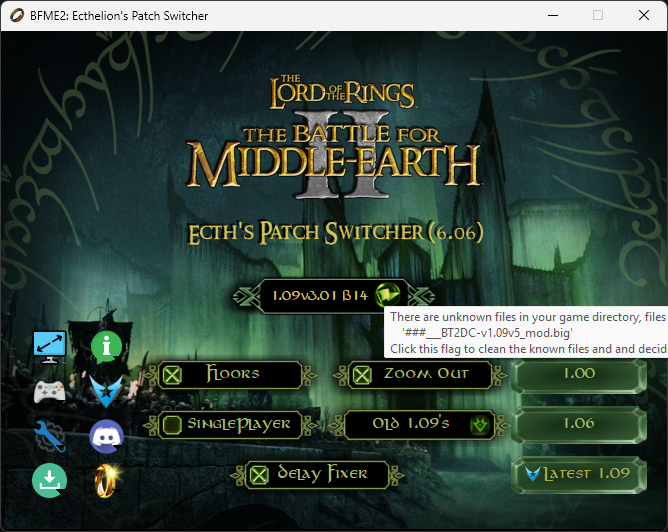 BFME2: Ecthelion's Patch Switcher
THE
LORD OF THE RINGS
THE BATTLE FOR
MIDDLE-EARTH
II
ECTH'S PATCH SWITCHER (6.06)
1.09v3.01 B14
There are unknown files in your game directory, files
'###___BT2DC-v1.09v5_mod.big'
Click this flag to clean the known files and and decid
Floors
Zoom Out
1.00
SinglePlayer
Old 1.09's
1.06
Delay Fixer
Latest 1.09